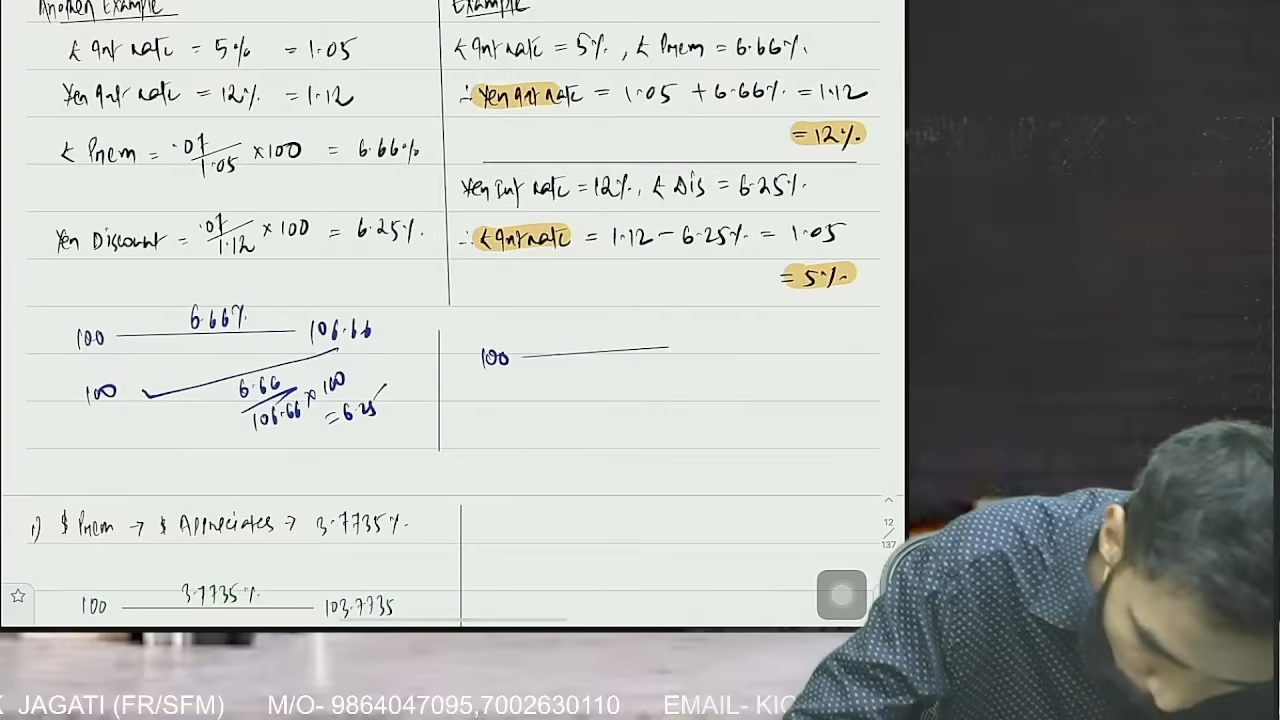 Another Example
£ Int rate = 5% = 1.05
Yen Int rate = 12% = 1.12
£ Prem = .07/1.05 ×100 = 6.66%
Yen Discount = .07/1.12 × 100 = 6.25%.
100 6.66% 106.66
100 6.66/106.66 × 100 = 6.25
Example
£ Int rate = 5%, £ Prem = 6.66%.
∴ Yen Int rate = 1.05 + 6.66% = 1.12
= 12%.
Yen Int rate = 12%, £ Dis = 6.25%.
∴ £ Int rate = 1.12 − 6.25% = 1.05
= 5%.
100
1) $ Prem → $ Appreciates → 3.7735%.
100 3.7735% 103.7735
12
137
JAGATI (FR/SFM) M/O- 9864047095,7002630110 EMAIL-